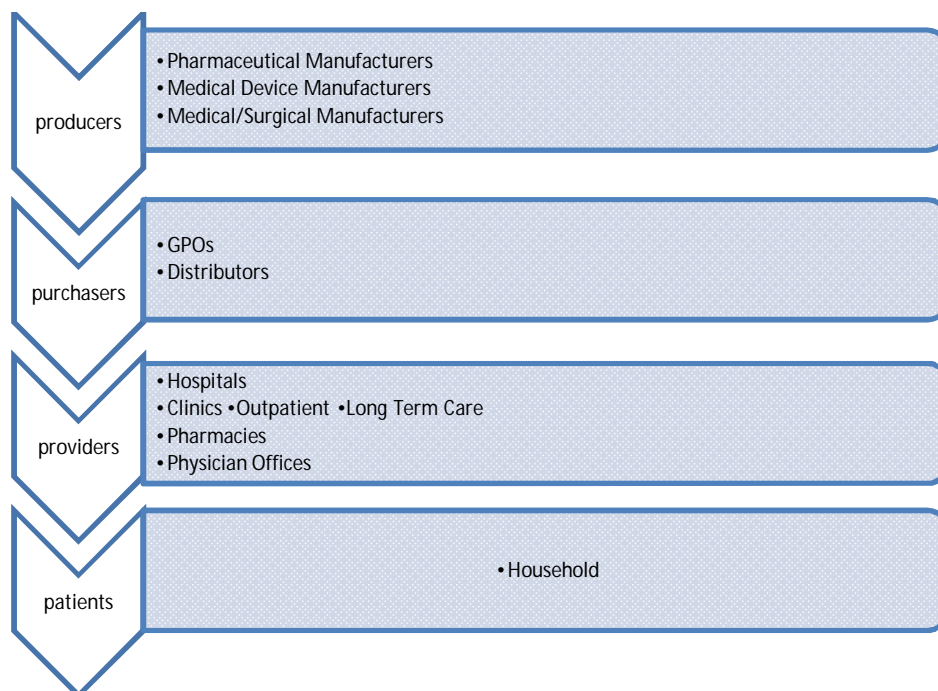 producers
• Pharmaceutical Manufacturers
• Medical Device Manufacturers
• Medical/Surgical Manufacturers
purchasers
• GPOs
• Distributors
providers
• Hospitals
• Clinics • Outpatient • Long Term Care
• Pharmacies
• Physician Offices
patients
• Household